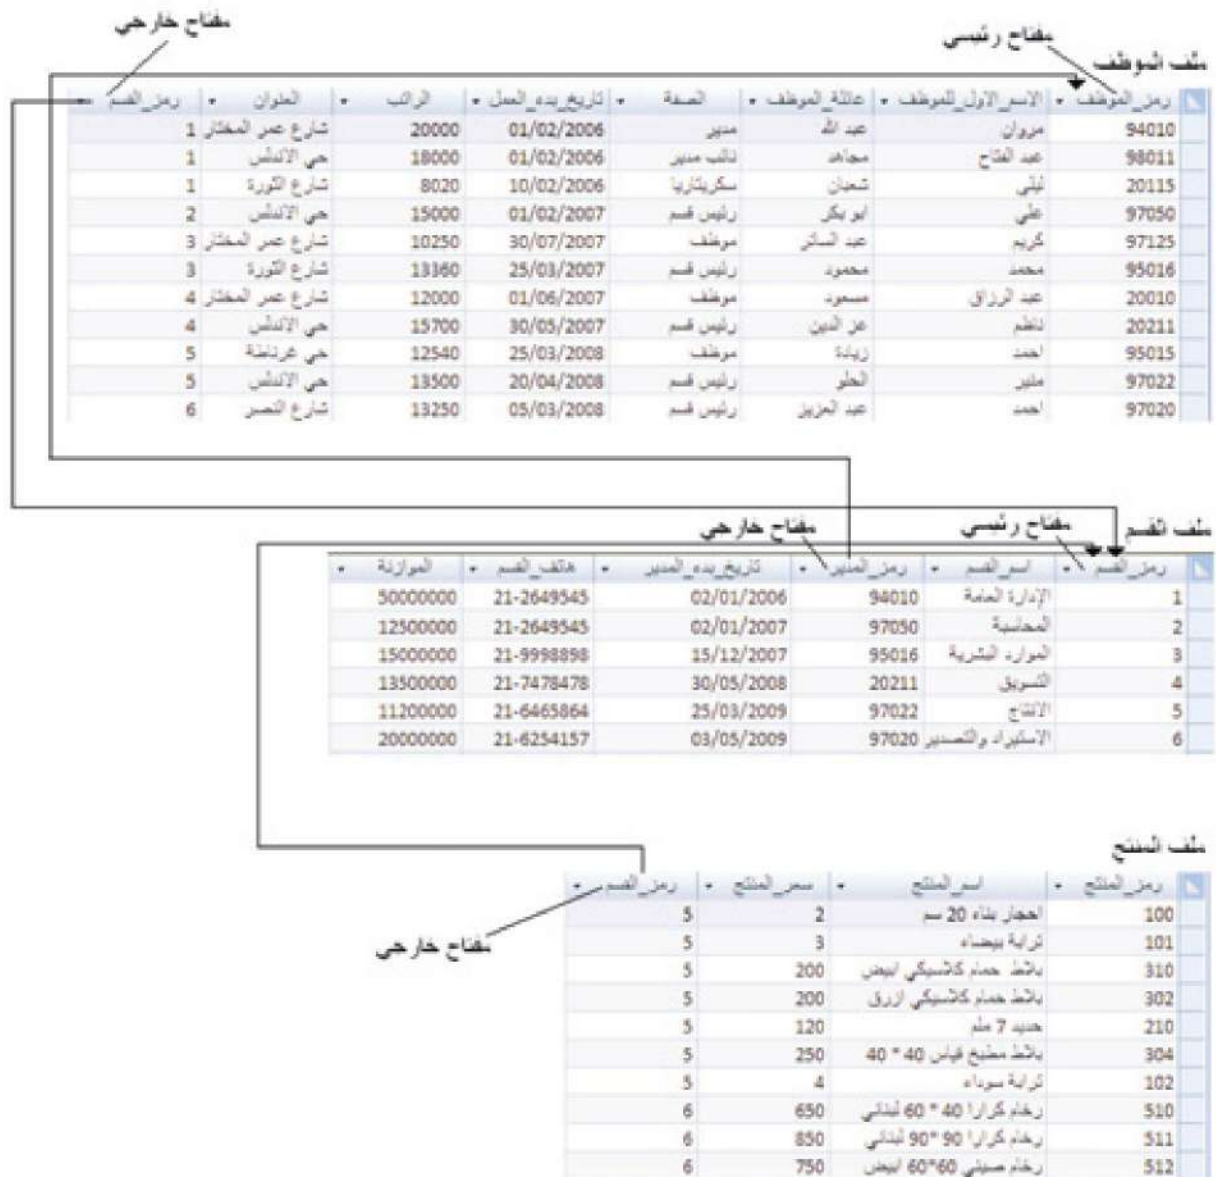 مفتاح خارجي
مفتاح رئيسي
ملف الموظف
رمز_الموظف الاسم_الاول_للموظف عائلة_الموظف الصفة تاريخ_بدء_العمل الراتب العنوان رمز_القسم
94010 مروان عبد الله مدير 01/02/2006 20000 شارع عمر المختار 1
98011 عبد الفتاح مجاهد نائب مدير 01/02/2006 18000 حي الاندلس 1
20115 ليلى شعبان سكريتاريا 10/02/2006 8020 شارع الثورة 1
97050 علي ابو بكر رئيس قسم 01/02/2007 15000 حي الاندلس 2
97125 كريم عبد الساتر موظف 30/07/2007 10250 شارع عمر المختار 3
95016 محمد محمود رئيس قسم 25/03/2007 13360 شارع الثورة 3
20010 عبد الرزاق مسعود موظف 01/06/2007 12000 شارع عمر المختار 4
20211 ناظم عز الدين رئيس قسم 30/05/2007 15700 حي الاندلس 4
95015 احمد زيادة موظف 25/03/2008 12540 حي غرناطة 5
97022 منير الحلو رئيس قسم 20/04/2008 13500 حي الاندلس 5
97020 احمد عبد العزيز رئيس قسم 05/03/2008 13250 شارع النصر 6
ملف القسم
مفتاح رئيسي
مفتاح خارجي
رمز_القسم اسم_القسم رمز_المدير تاريخ_بدء_المدير هاتف_القسم الموازنة
1 الإدارة العامة 94010 02/01/2006 21-2649545 50000000
2 المحاسبة 97050 02/01/2007 21-2649545 12500000
3 الموارد البشرية 95016 15/12/2007 21-9998898 15000000
4 التسويق 20211 30/05/2008 21-7478478 13500000
5 الانتاج 97022 25/03/2009 21-6465864 11200000
6 الاستيراد والتصدير 97020 03/05/2009 21-6254157 20000000
ملف المنتج
رمز_المنتج اسم_المنتج سعر_المنتج رمز_القسم
100 احجار بناء 20 سم 2 5
101 ترابة بيضاء 3 5
310 بلاط حمام كلاسيكي ابيض 200 5
302 بلاط حمام كلاسيكي ازرق 200 5
210 حديد 7 ملم 120 5
304 بلاط مطبخ قياس 40 * 40 250 5
102 ترابة سوداء 4 5
510 رخام كرارا 40 * 60 لبناني 650 6
511 رخام كرارا 90 *90 لبناني 850 6
512 رخام صيني 60*60 ابيض 750 6
مفتاح خارجي